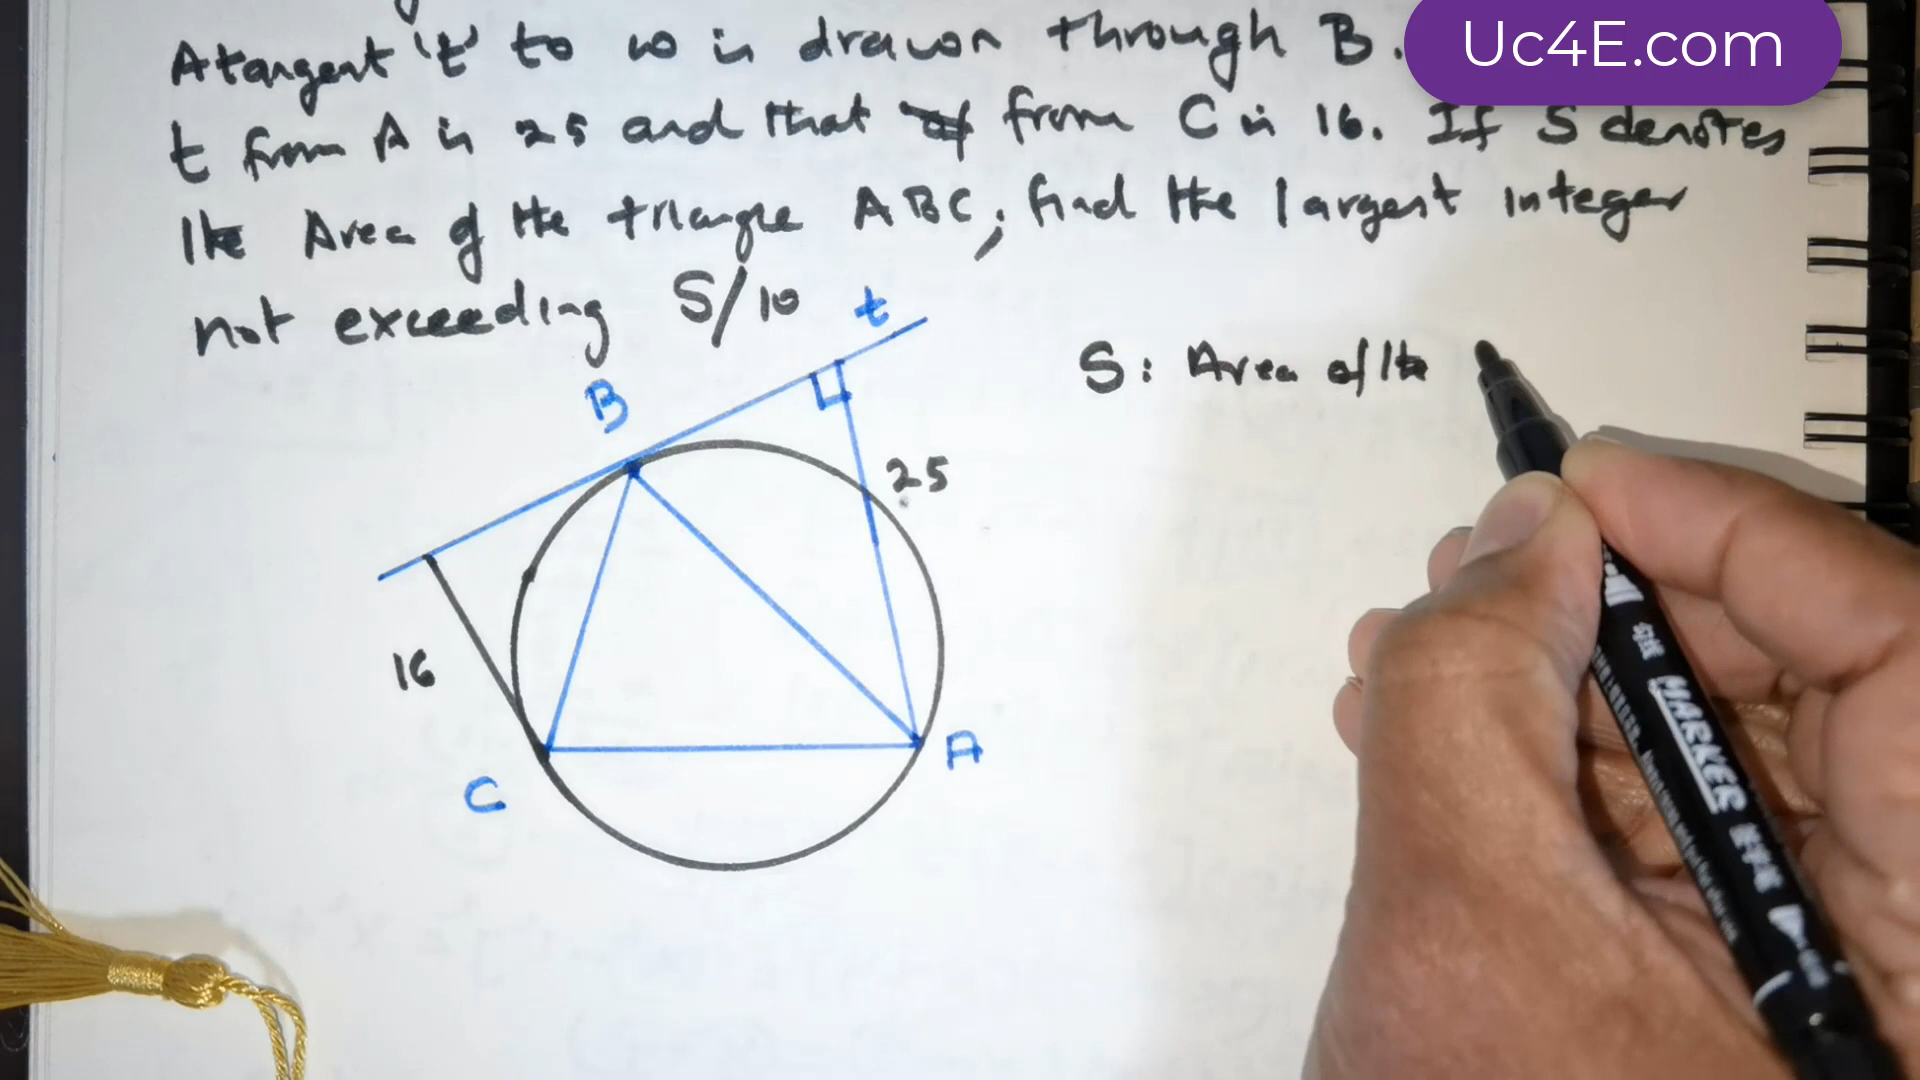 Uc4E.com
A tangent 't' to ω is drawn through B.
t from A is 25 and that from C is 16. If S denotes
the Area of the triangle ABC, find the largest integer
not exceeding S/10
t
S: Area of the
B
25
16
A
C
MARKER